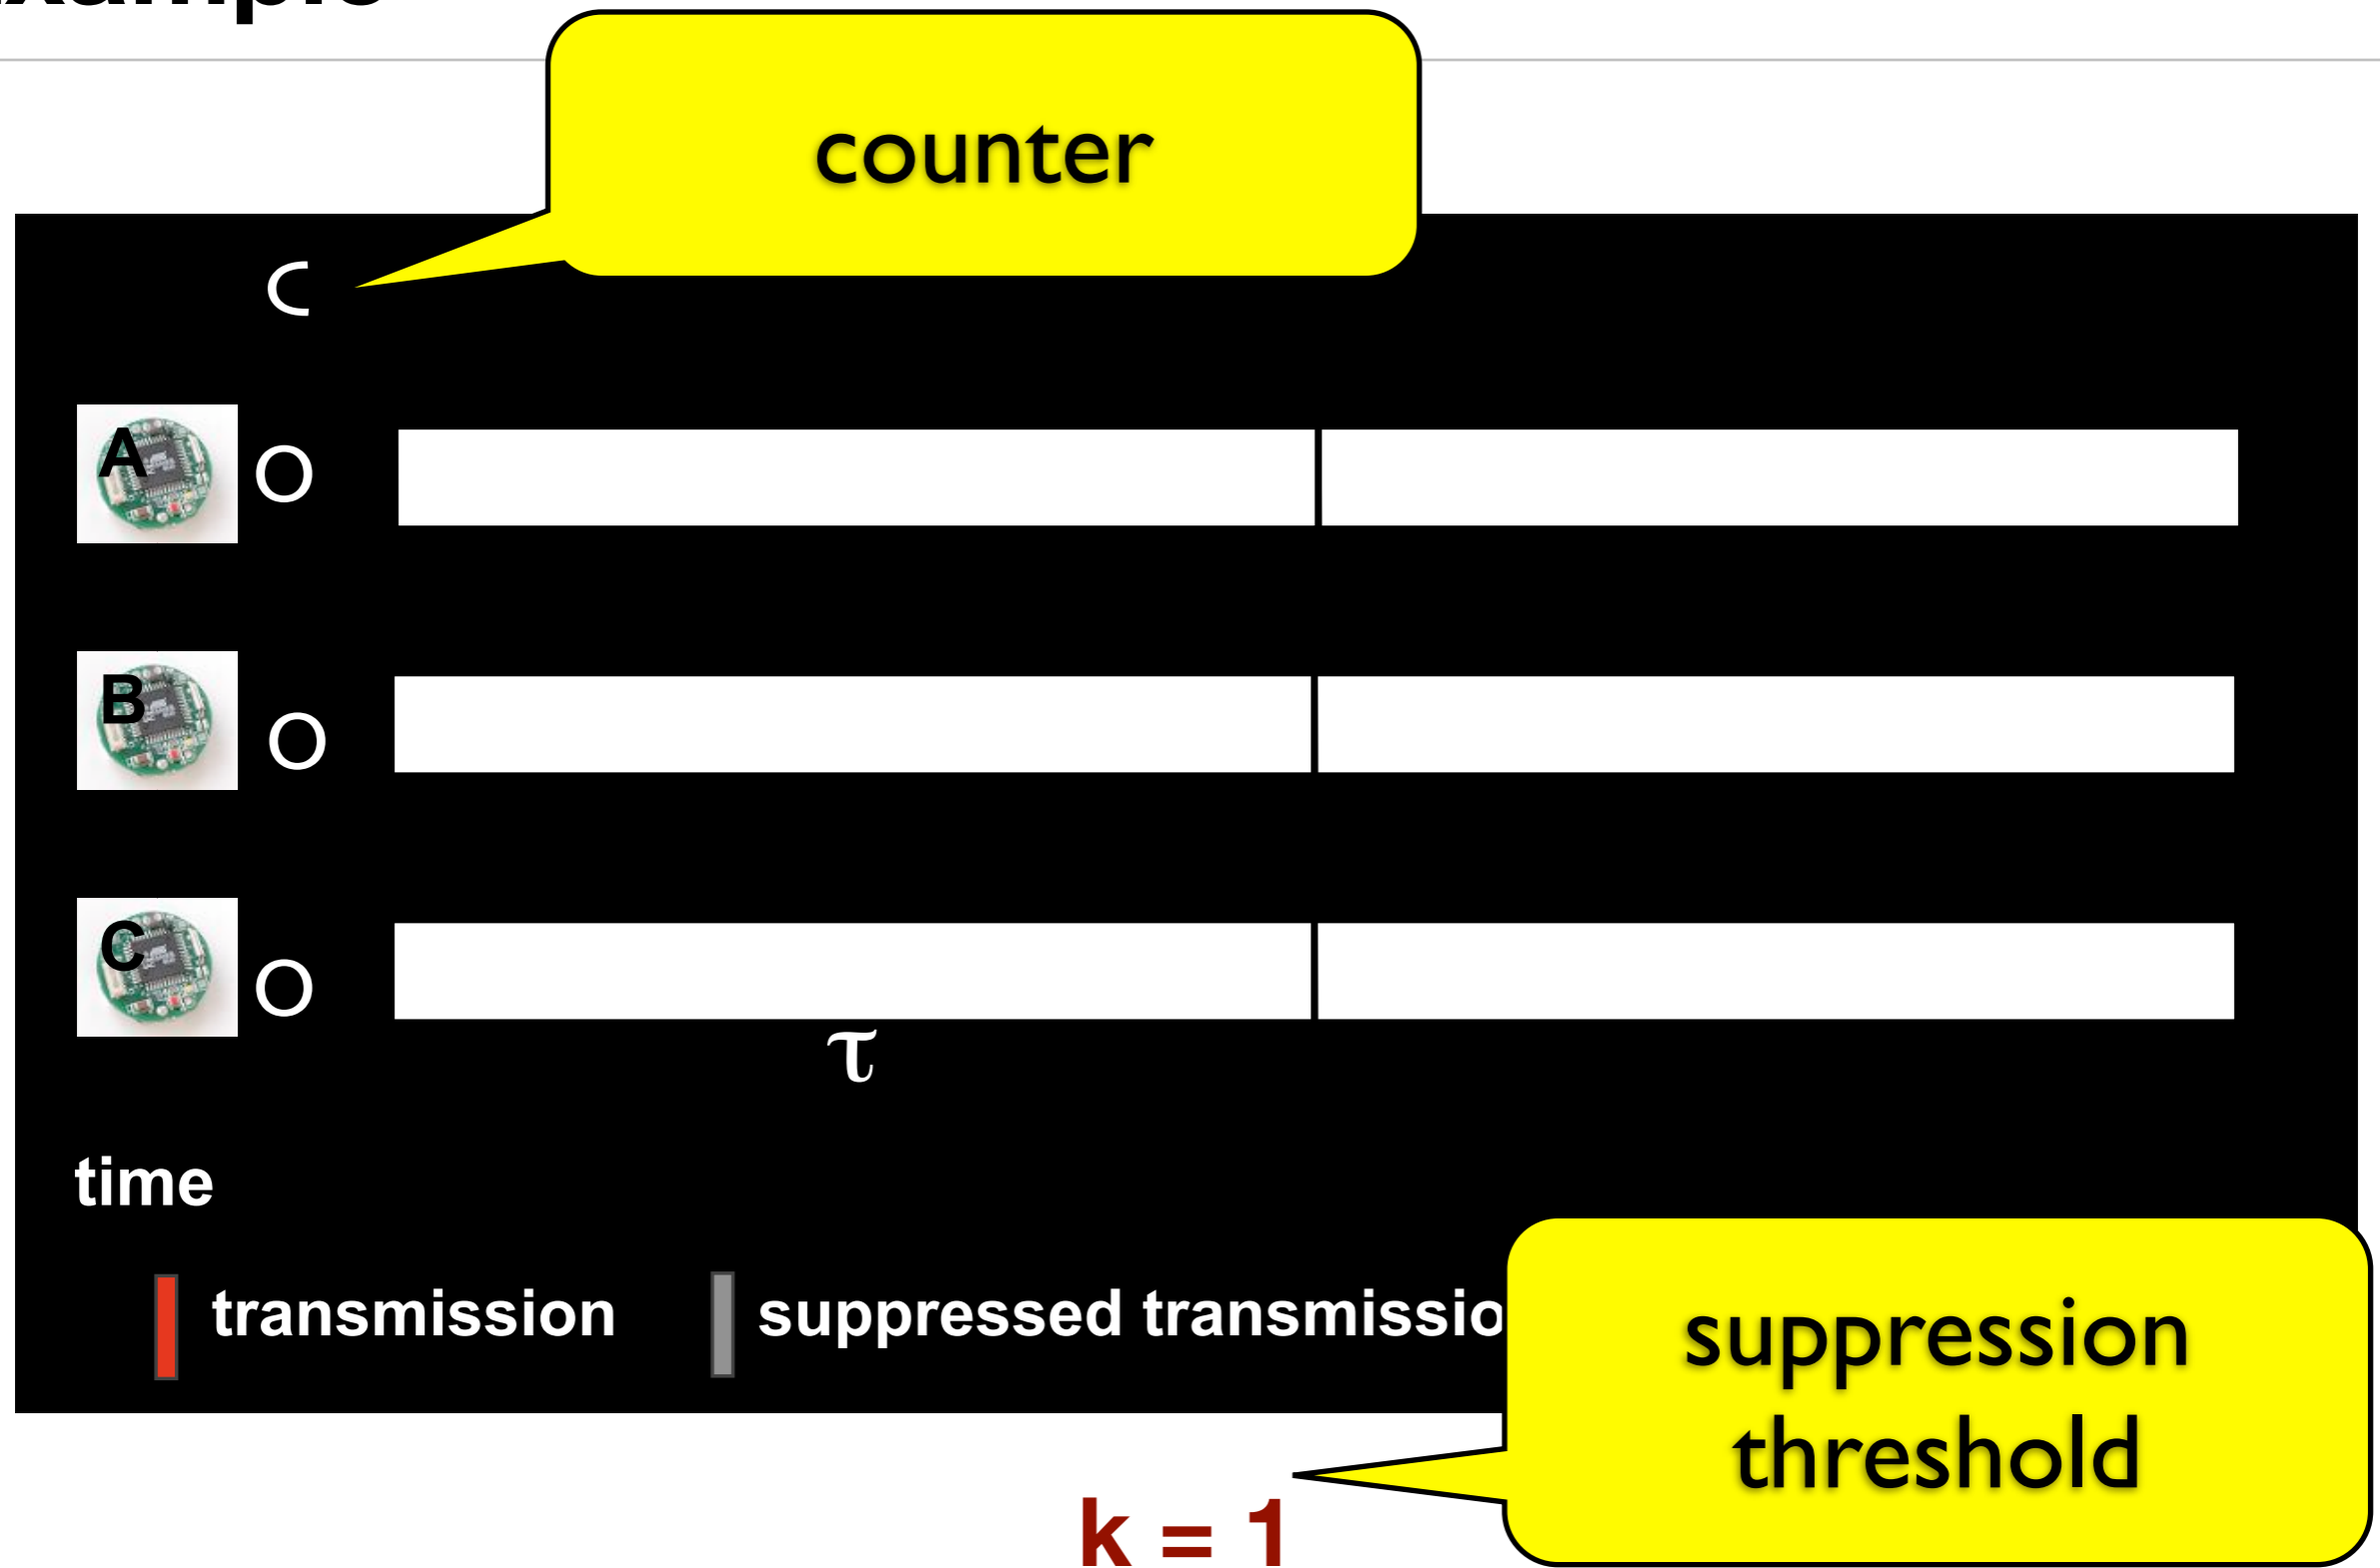 counter
c
A 0
B 0
C 0
τ
time
transmission
suppressed transmissio
suppression
threshold
k = 1